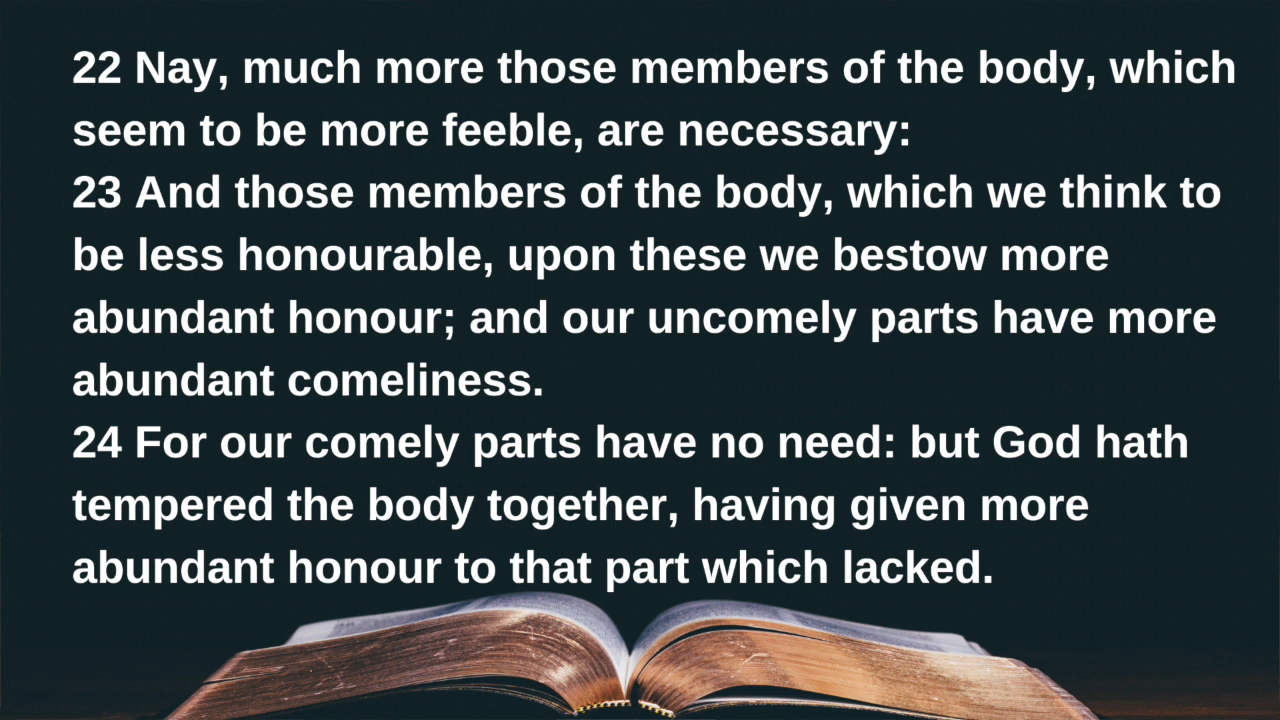 22 Nay, much more those members of the body, which
seem to be more feeble, are necessary:
23 And those members of the body, which we think to
be less honourable, upon these we bestow more
abundant honour; and our uncomely parts have more
abundant comeliness.
24 For our comely parts have no need: but God hath
tempered the body together, having given more
abundant honour to that part which lacked.